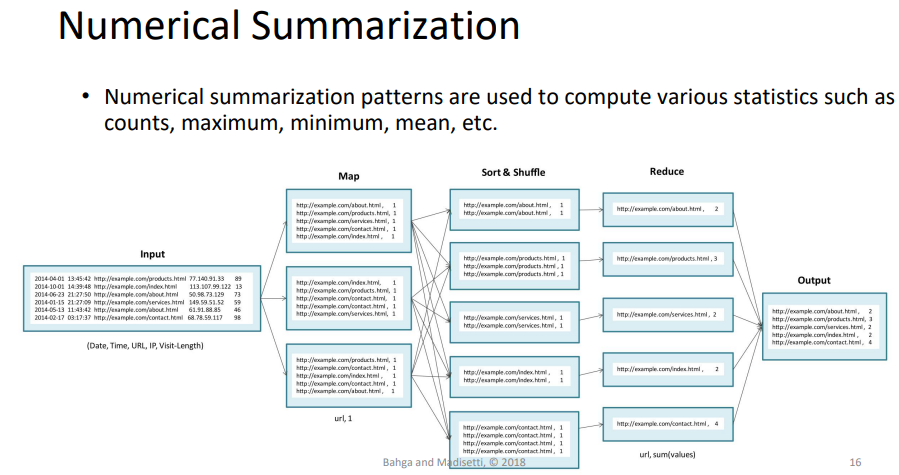 Numerical Summarization
• Numerical summarization patterns are used to compute various statistics such as
counts, maximum, minimum, mean, etc.
Input
2014-04-01 13:45:42 http://example.com/products.html 77.140.91.33 89
2014-10-01 14:39:48 http://example.com/index.html 113.107.99.122 13
2014-06-23 21:27:50 http://example.com/about.html 50.98.73.129 73
2014-01-15 21:27:09 http://example.com/services.html 149.59.51.52 59
2014-05-13 11:43:42 http://example.com/about.html 61.91.88.85 46
2014-02-17 03:17:37 http://example.com/contact.html 68.78.59.117 98
(Date, Time, URL, IP, Visit-Length)
Map
http://example.com/about.html, 1
http://example.com/products.html, 1
http://example.com/services.html, 1
http://example.com/contact.html, 1
http://example.com/index.html, 1
http://example.com/index.html, 1
http://example.com/products.html, 1
http://example.com/contact.html, 1
http://example.com/contact.html, 1
http://example.com/services.html, 1
http://example.com/products.html, 1
http://example.com/contact.html, 1
http://example.com/index.html, 1
http://example.com/contact.html, 1
http://example.com/about.html, 1
url, 1
Sort & Shuffle
http://example.com/about.html, 1
http://example.com/about.html, 1
http://example.com/products.html, 1
http://example.com/products.html, 1
http://example.com/products.html, 1
http://example.com/services.html, 1
http://example.com/services.html, 1
http://example.com/index.html, 1
http://example.com/index.html, 1
http://example.com/contact.html, 1
http://example.com/contact.html, 1
http://example.com/contact.html, 1
http://example.com/contact.html, 1
Reduce
http://example.com/about.html, 2
http://example.com/products.html, 3
http://example.com/services.html, 2
http://example.com/index.html, 2
http://example.com/contact.html, 4
url, sum(values)
Output
http://example.com/about.html, 2
http://example.com/products.html, 3
http://example.com/services.html, 2
http://example.com/index.html, 2
http://example.com/contact.html, 4
Bahga and Madisetti, © 2018
16